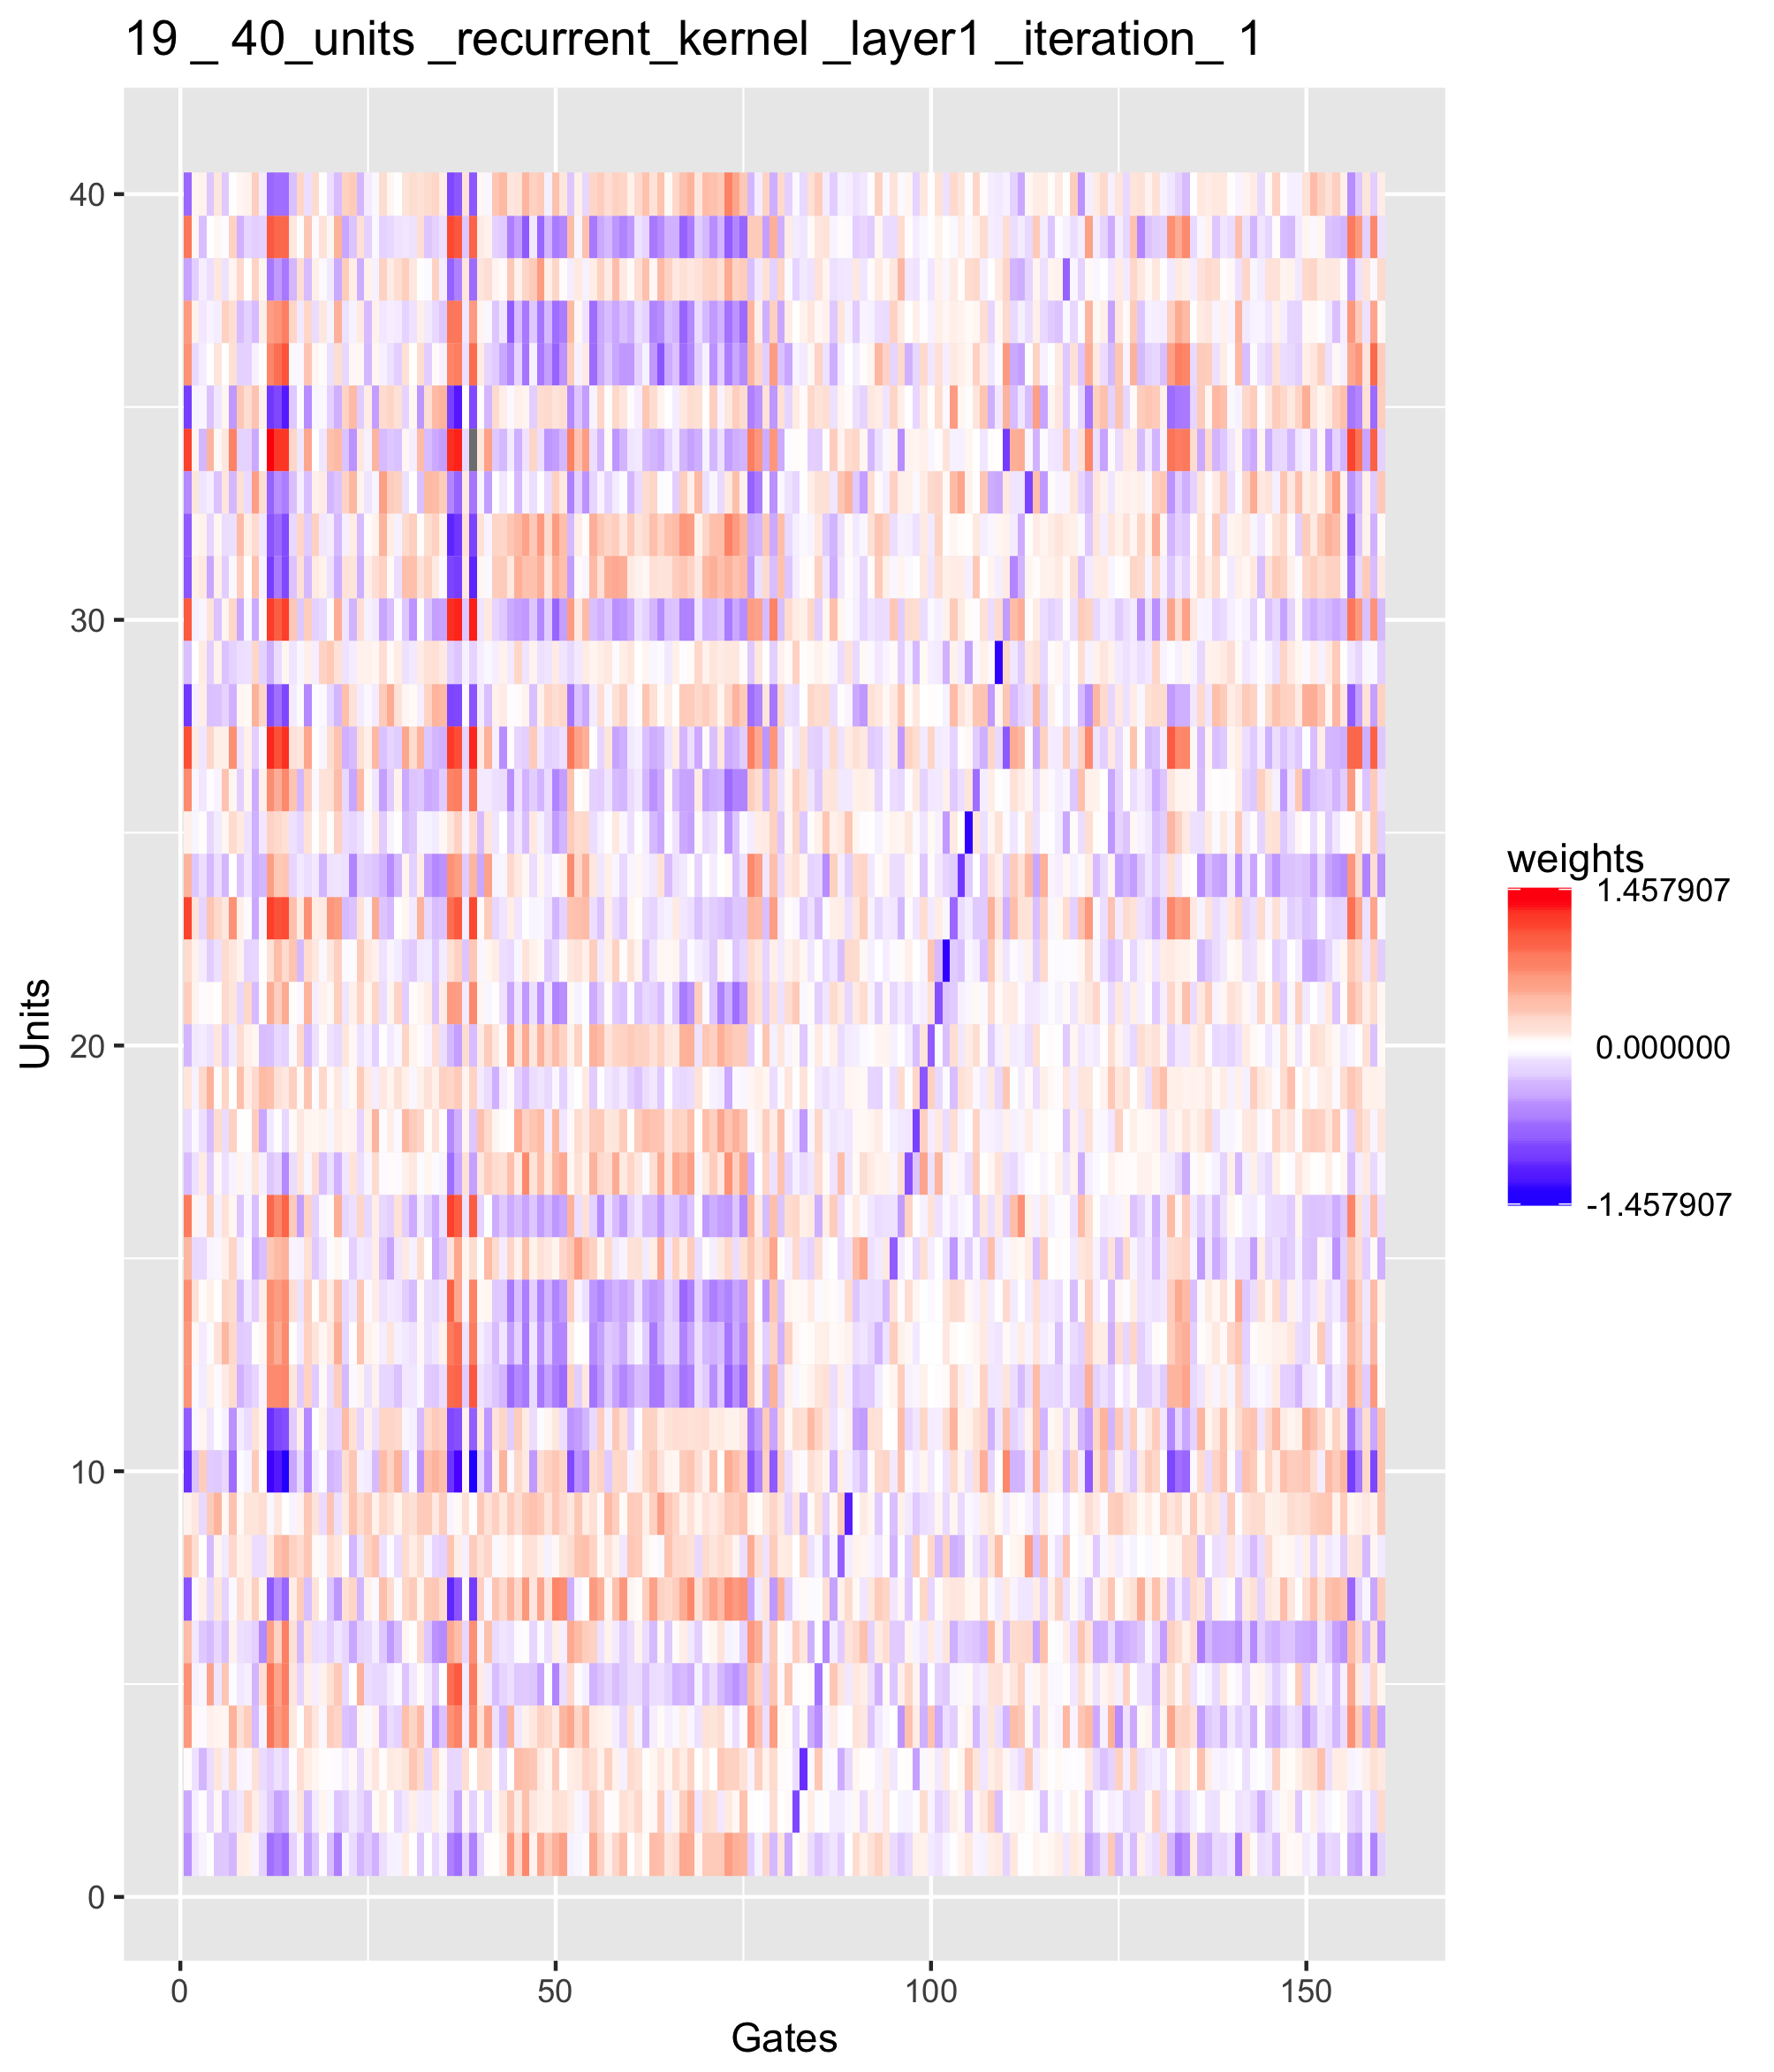 19 _ 40_units _recurrent_kernel _layer1 _iteration_ 1
Units
40
30
20
10
0
0 50 100 150
Gates
weights
1.457907
0.000000
-1.457907